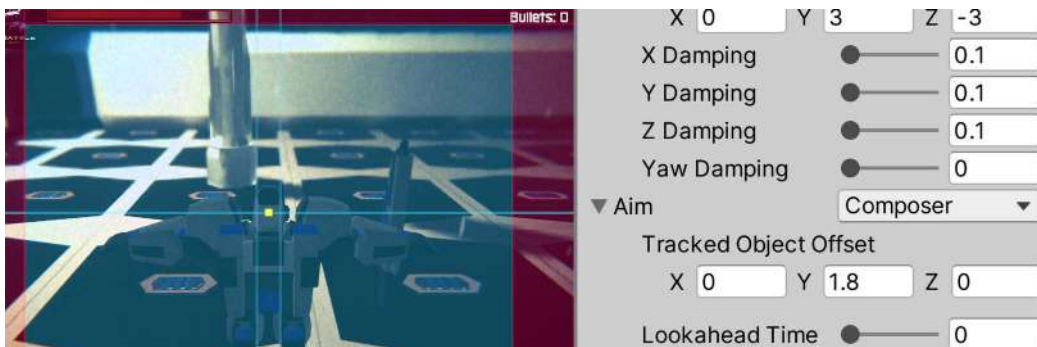 Bullets: 0
X 0 Y 3 Z -3
X Damping 0.1
Y Damping 0.1
Z Damping 0.1
Yaw Damping 0
Aim Composer
Tracked Object Offset
X 0 Y 1.8 Z 0
Lookahead Time 0